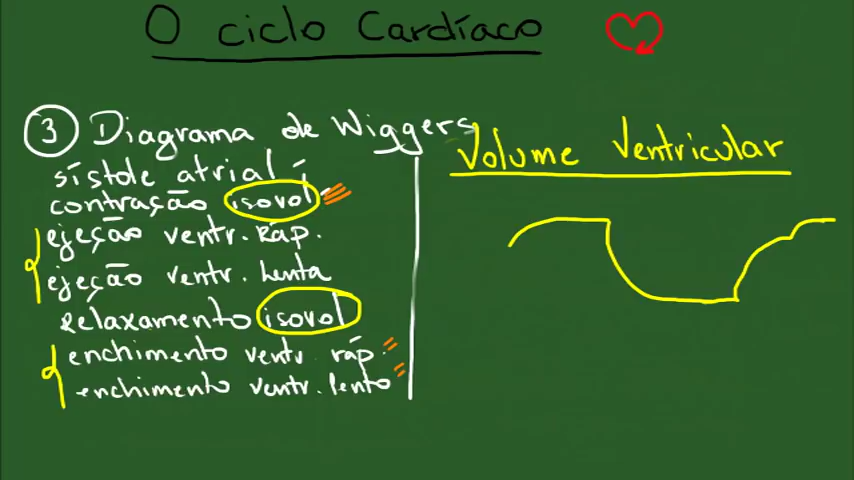 O ciclo Cardíaco
3 Diagrama de Wiggers
sístole atrial
contração isovol
ejeção ventr. Ráp.
ejeção ventr. lenta
Relaxamento isovol
enchimento ventr. ráp.
enchimento ventr. lento
Volume Ventricular